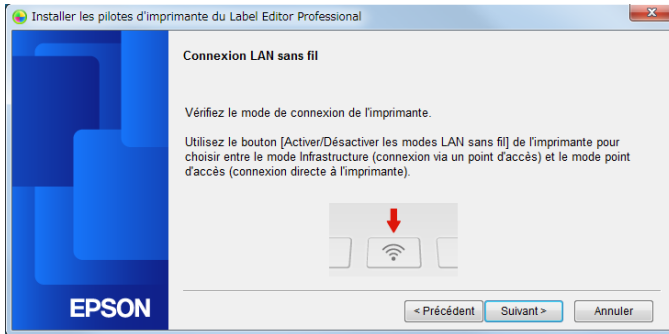 Installer les pilotes d'imprimante du Label Editor Professional
Connexion LAN sans fil
Vérifiez le mode de connexion de l'imprimante.
Utilisez le bouton [Activer/Désactiver les modes LAN sans fil] de l'imprimante pour
choisir entre le mode Infrastructure (connexion via un point d'accès) et le mode point
d'accès (connexion directe à l'imprimante).
EPSON
< Précédent Suivant > Annuler